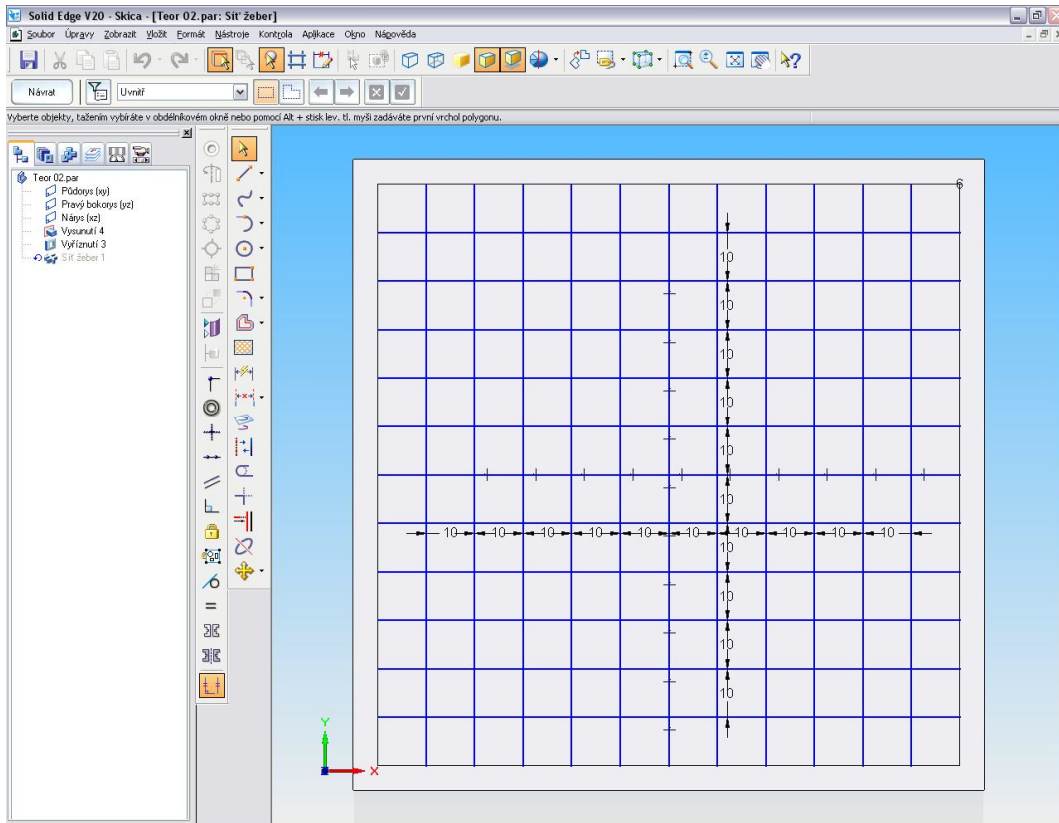 Solid Edge V20 - Skica - [Teor 02.par: Síť žeber]
Soubor Úpravy Zobrazit Vložit Formát Nástroje Kontrola Aplikace Okno Nápověda
Návrat Uvnitř
Vyberte objekty, tažením vybíráte v obdélníkovém okně nebo pomocí Alt + stisk lev. tl. myši zadáváte první vrchol polygonu.
Teor 02.par
Půdorys (xy)
Pravý bokorys (yz)
Nárys (xz)
Vysunutí 4
Vyříznutí 3
Síť žeber 1
6
10
10
10
10
10
10
10 10 10 10 10 10 10 10 10 10
10
10
10
10
Y
X